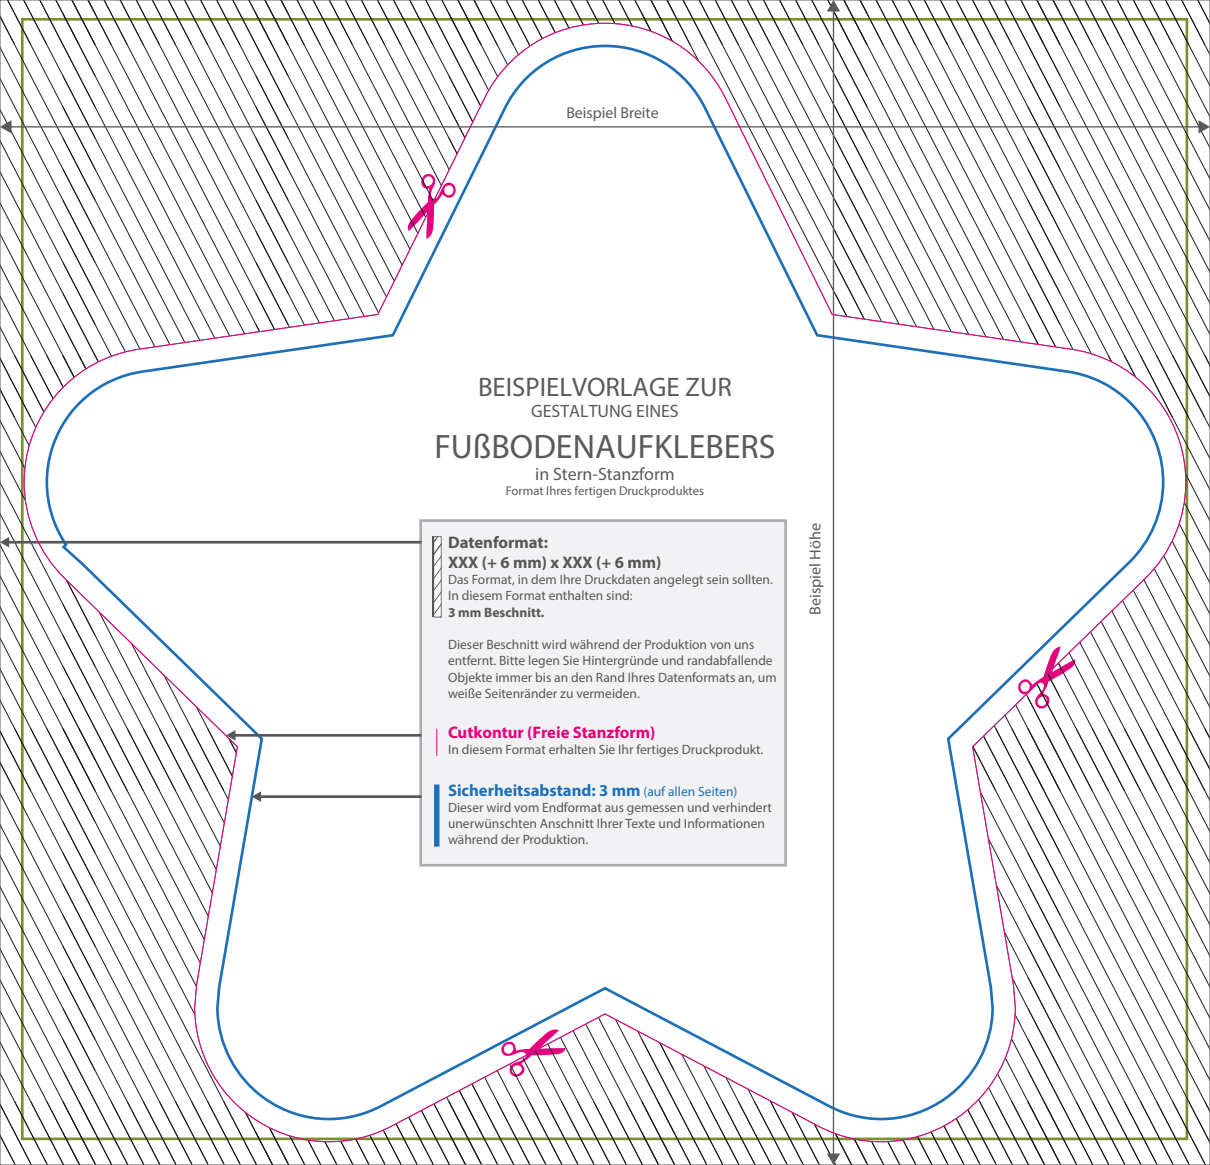 Beispiel Breite
BEISPIELVORLAGE ZUR
GESTALTUNG EINES
FUßBODENAUFKLEBERS
in Stern-Stanzform
Format Ihres fertigen Druckproduktes
Beispiel Höhe
Datenformat:
XXX (+ 6 mm) x XXX (+ 6 mm)
Das Format, in dem Ihre Druckdaten angelegt sein sollten.
In diesem Format enthalten sind:
3 mm Beschnitt.
Dieser Beschnitt wird während der Produktion von uns
entfernt. Bitte legen Sie Hintergründe und randabfallende
Objekte immer bis an den Rand Ihres Datenformats an, um
weiße Seitenränder zu vermeiden.
Cutkontur (Freie Stanzform)
In diesem Format erhalten Sie Ihr fertiges Druckprodukt.
Sicherheitsabstand: 3 mm (auf allen Seiten)
Dieser wird vom Endformat aus gemessen und verhindert
unerwünschten Anschnitt Ihrer Texte und Informationen
während der Produktion.